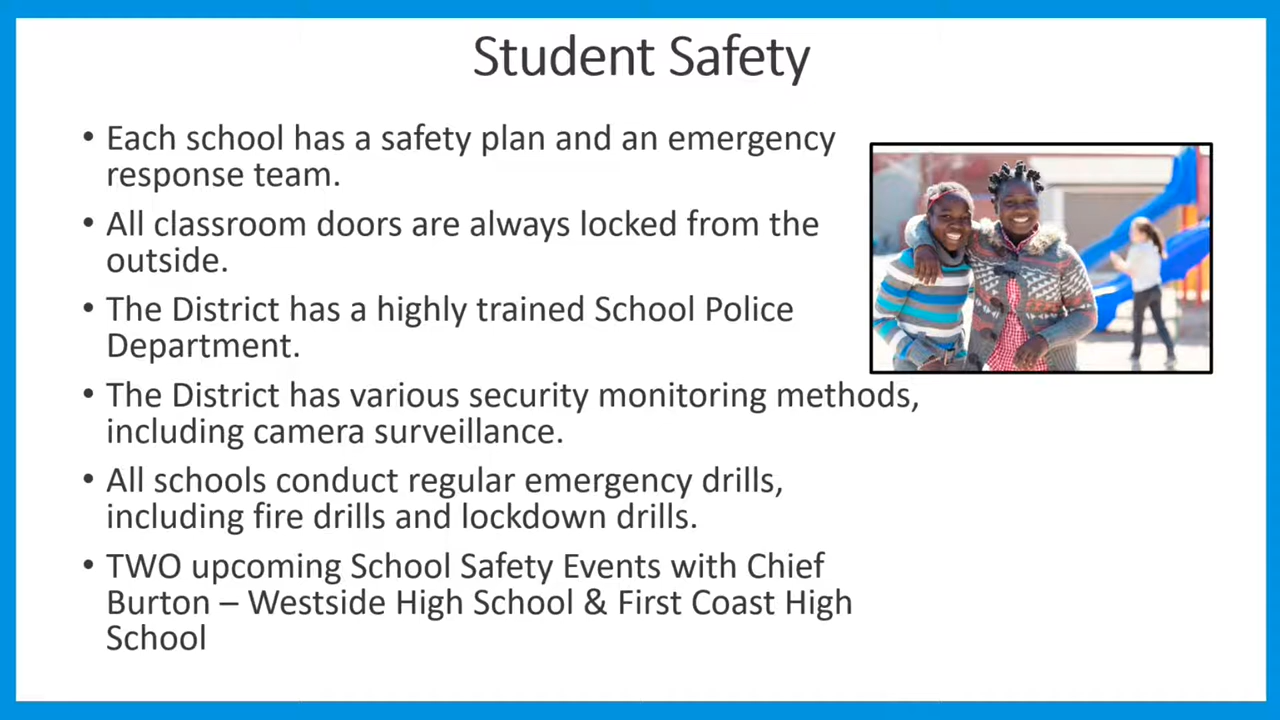 Student Safety
• Each school has a safety plan and an emergency
response team.
• All classroom doors are always locked from the
outside.
• The District has a highly trained School Police
Department.
• The District has various security monitoring methods,
including camera surveillance.
• All schools conduct regular emergency drills,
including fire drills and lockdown drills.
• TWO upcoming School Safety Events with Chief
Burton – Westside High School & First Coast High
School